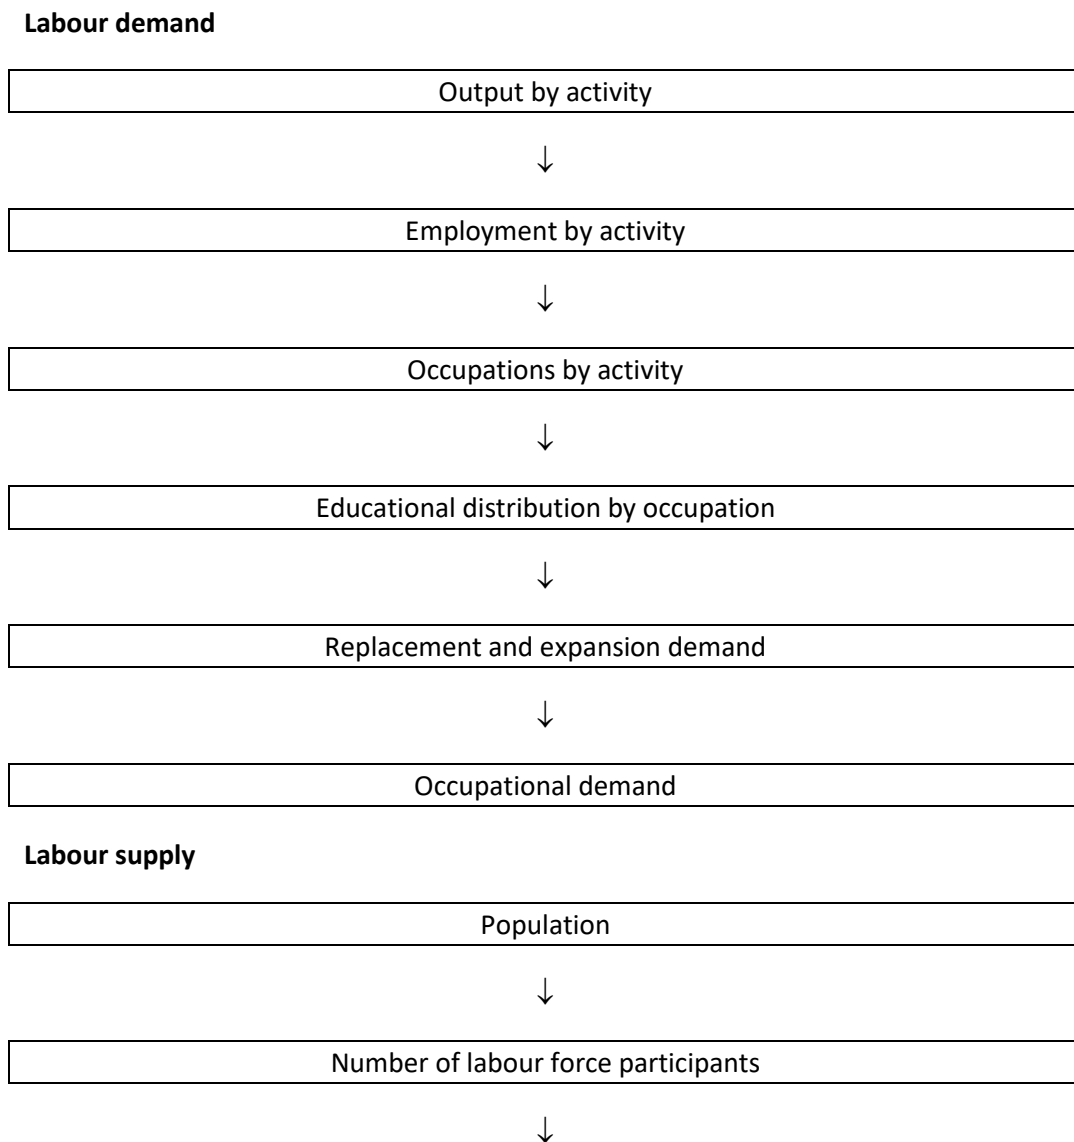 Labour demand
Output by activity
↓
Employment by activity
↓
Occupations by activity
↓
Educational distribution by occupation
↓
Replacement and expansion demand
↓
Occupational demand
Labour supply
Population
↓
Number of labour force participants
↓